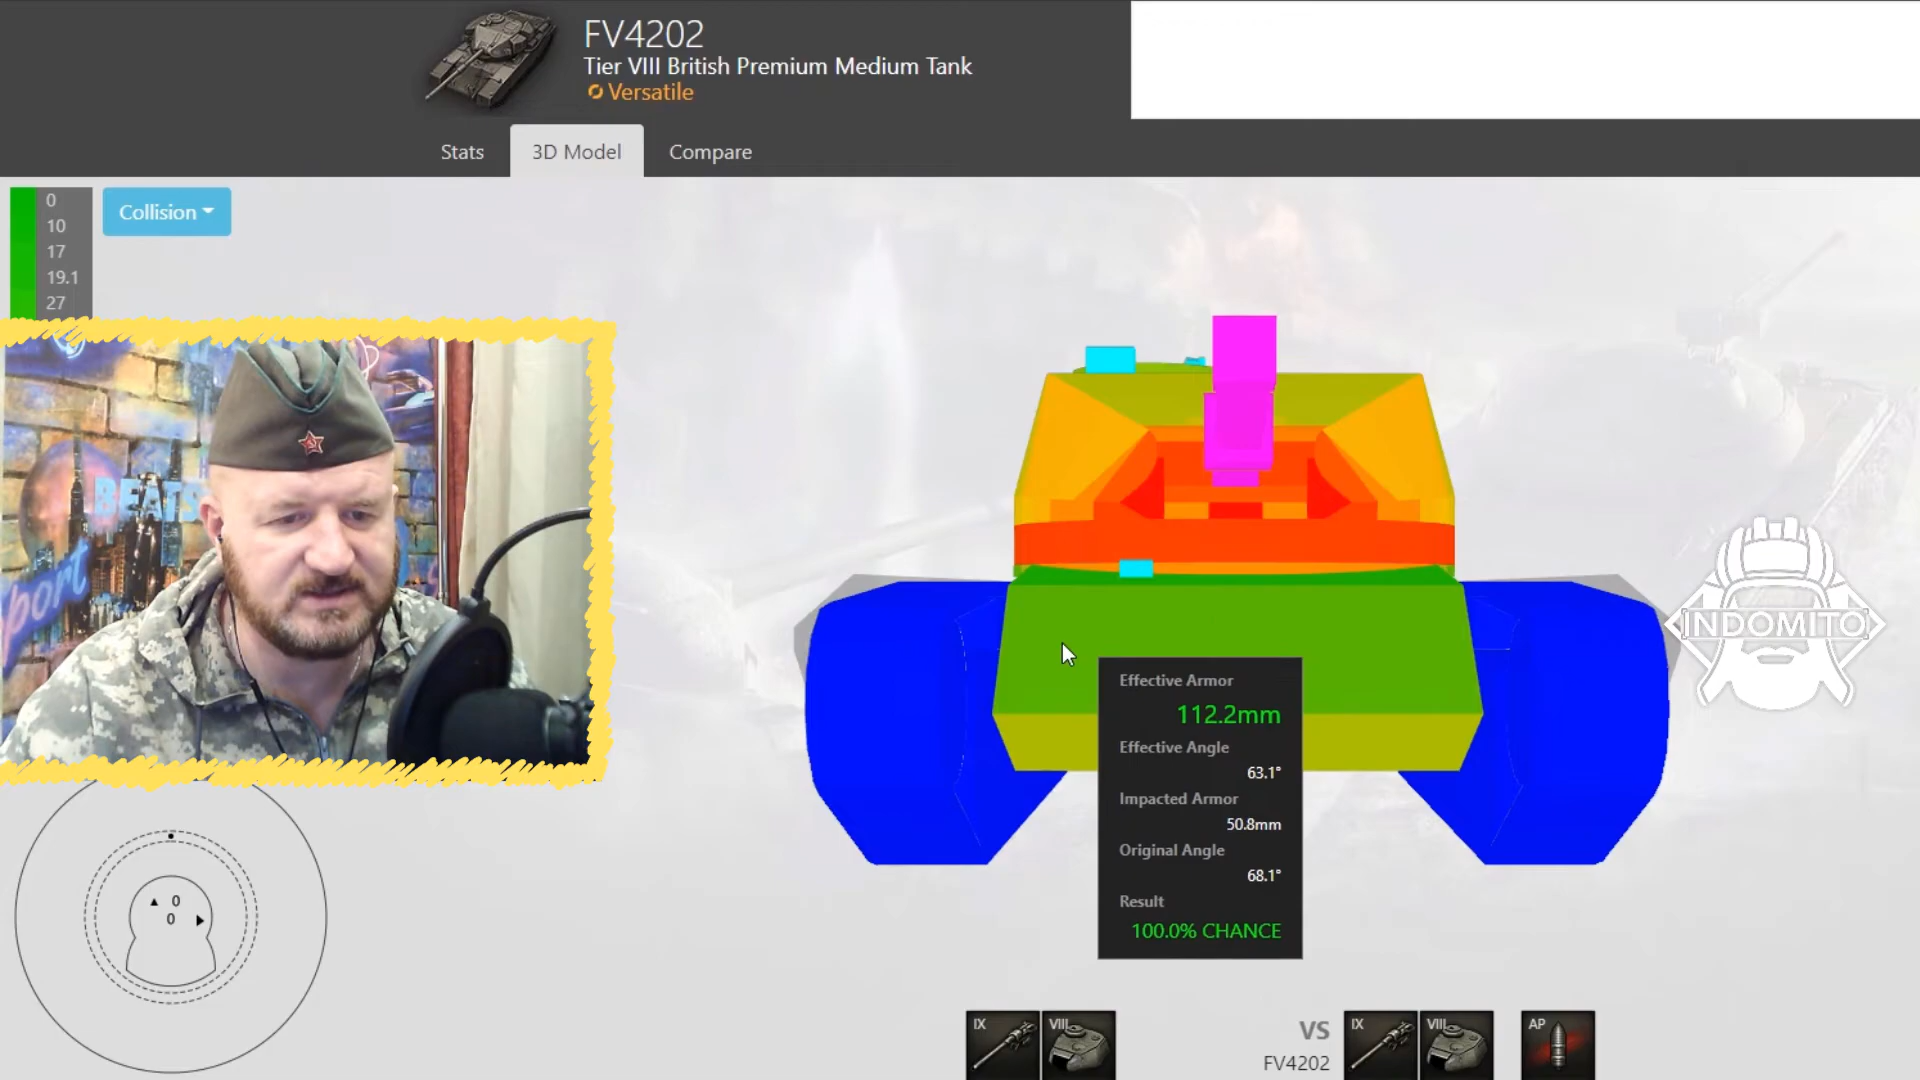 FV4202
Tier VIII British Premium Medium Tank
Versatile
Stats
3D Model
Compare
0
10
17
19.1
27
Collision
BEATS
port
INDOMITO
Effective Armor
112.2mm
Effective Angle
63.1°
Impacted Armor
50.8mm
Original Angle
68.1°
Result
100.0% CHANCE
0
0
IX
VIII
VS
FV4202
IX
VIII
AP